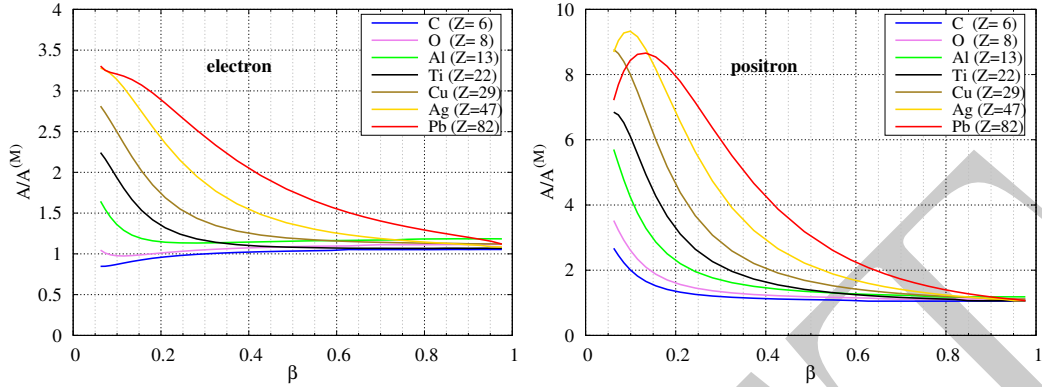 4
3.5
3
2.5
2
1.5
1
0.5
0
A/A(M)
electron
C (Z= 6)
O (Z= 8)
Al (Z=13)
Ti (Z=22)
Cu (Z=29)
Ag (Z=47)
Pb (Z=82)
0 0.2 0.4 0.6 0.8 1
β
10
8
6
4
2
0
A/A(M)
positron
C (Z= 6)
O (Z= 8)
Al (Z=13)
Ti (Z=22)
Cu (Z=29)
Ag (Z=47)
Pb (Z=82)
0 0.2 0.4 0.6 0.8 1
β